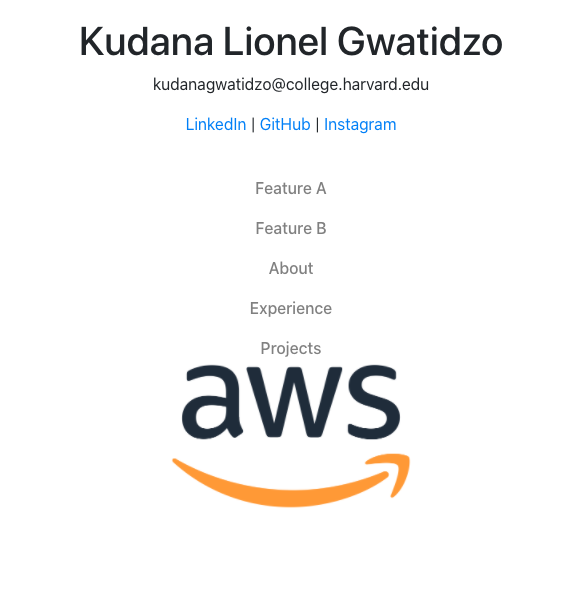 Kudana Lionel Gwatidzo
kudanagwatidzo@college.harvard.edu
LinkedIn | GitHub | Instagram
Feature A
Feature B
About
Experience
Projects
aws